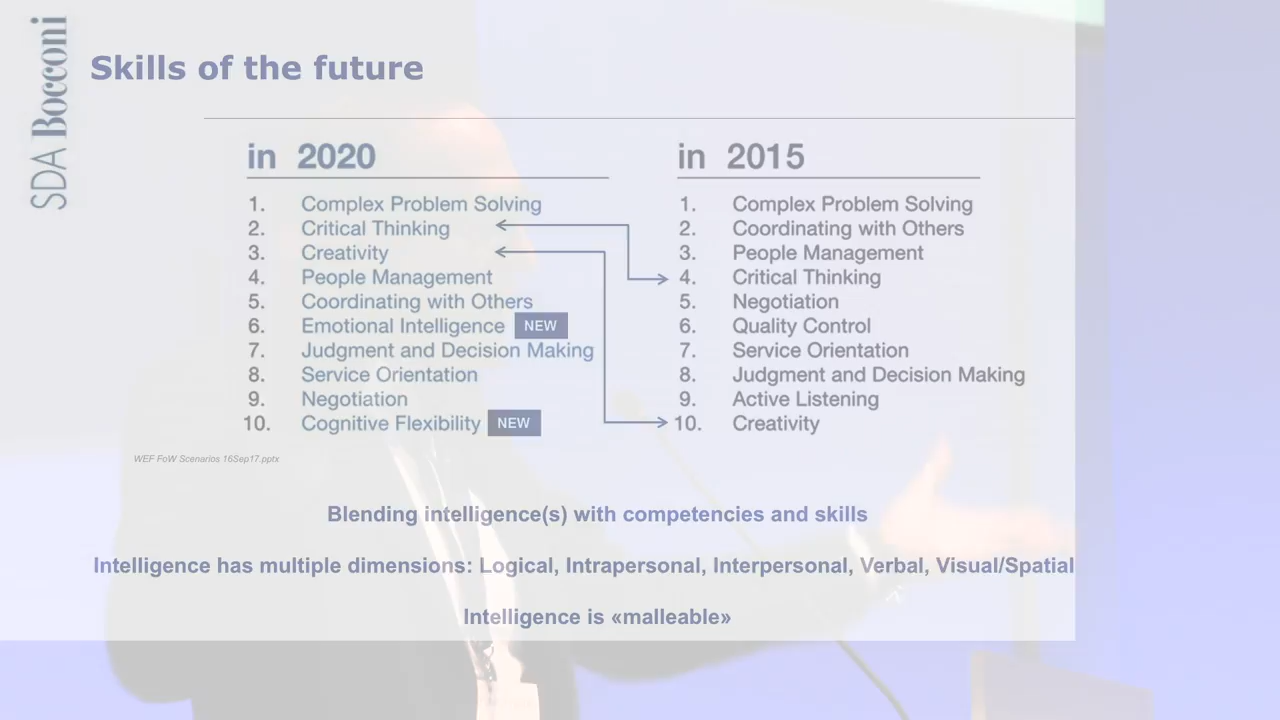 SDA Bocconi
Skills of the future
in 2020
1. Complex Problem Solving
2. Critical Thinking
3. Creativity
4. People Management
5. Coordinating with Others
6. Emotional Intelligence NEW
7. Judgment and Decision Making
8. Service Orientation
9. Negotiation
10. Cognitive Flexibility NEW
in 2015
1. Complex Problem Solving
2. Coordinating with Others
3. People Management
4. Critical Thinking
5. Negotiation
6. Quality Control
7. Service Orientation
8. Judgment and Decision Making
9. Active Listening
10. Creativity
WEF FoW Scenarios 16Sep17.pptx
Blending intelligence(s) with competencies and skills
Intelligence has multiple dimensions: Logical, Intrapersonal, Interpersonal, Verbal, Visual/Spatial
Intelligence is «malleable»